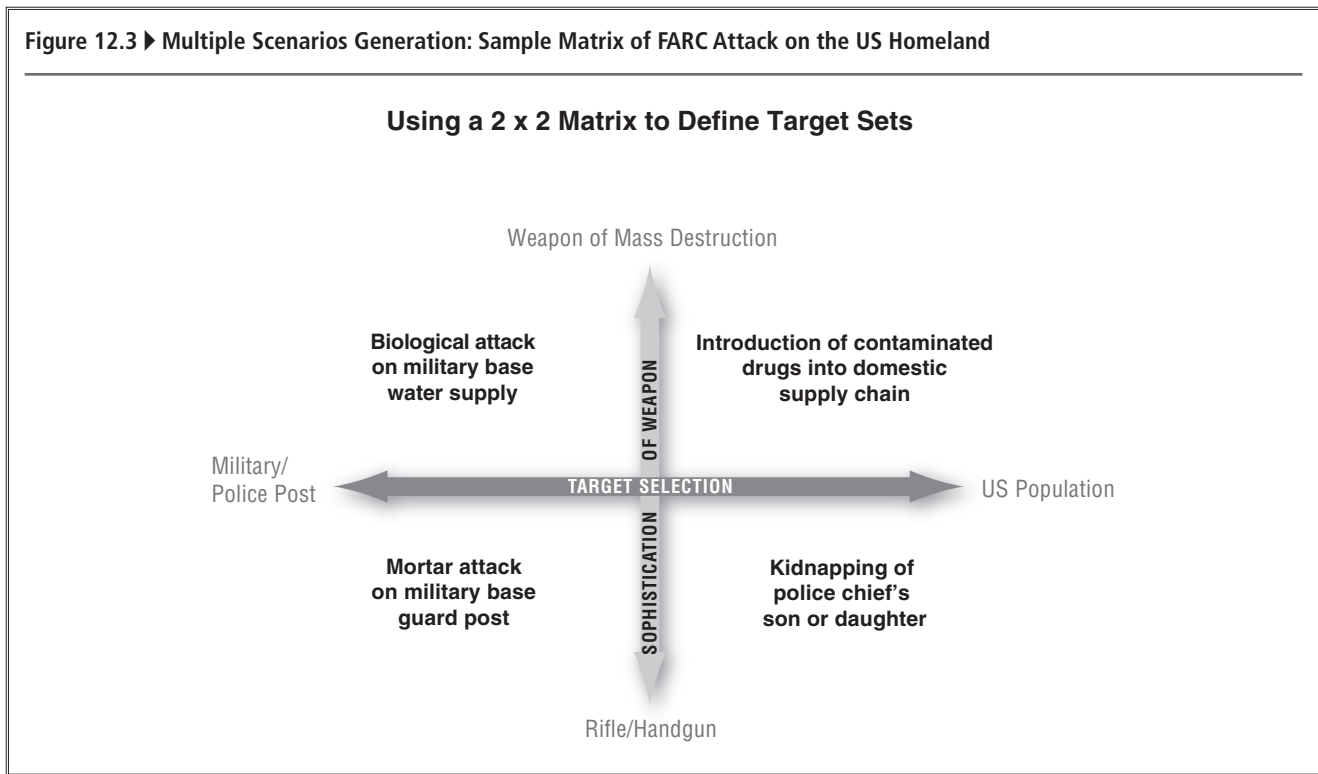 Figure 12.3 ▶ Multiple Scenarios Generation: Sample Matrix of FARC Attack on the US Homeland
Using a 2 x 2 Matrix to Define Target Sets
Weapon of Mass Destruction
Biological attack
on military base
water supply
Introduction of contaminated
drugs into domestic
supply chain
Military/
Police Post
TARGET SELECTION
US Population
SOPHISTICATION OF WEAPON
Mortar attack
on military base
guard post
Kidnapping of
police chief's
son or daughter
Rifle/Handgun